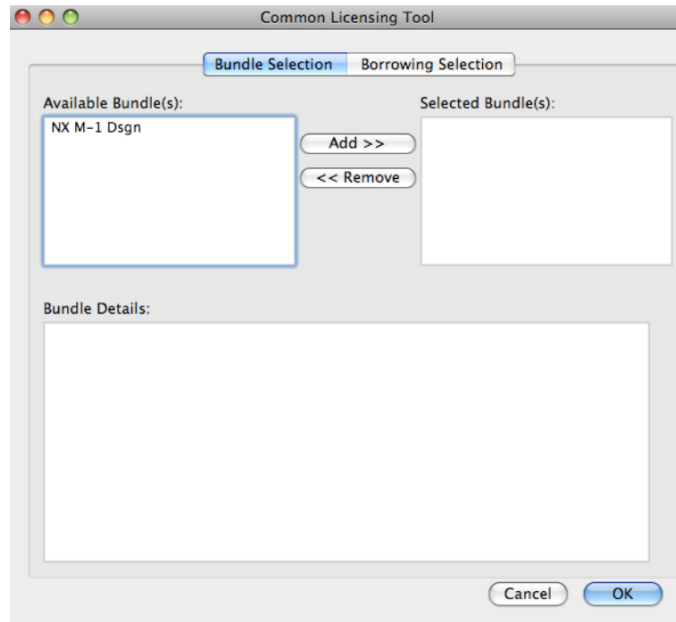 Common Licensing Tool
Bundle Selection
Borrowing Selection
Available Bundle(s):
Selected Bundle(s):
NX M-1 Dsgn
Add >>
<< Remove
Bundle Details:
Cancel
OK